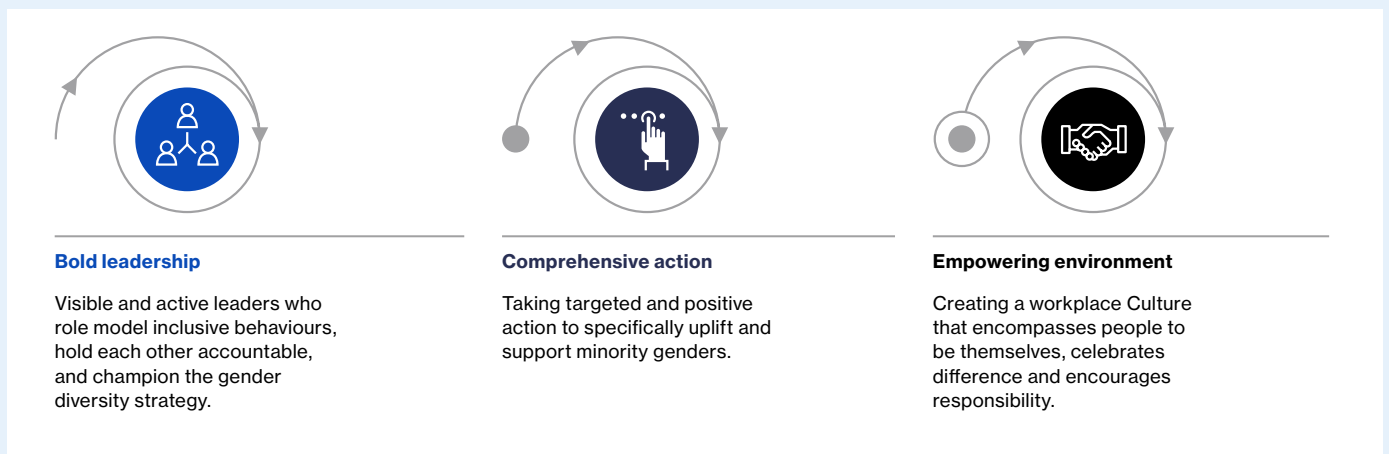 Bold leadership
Visible and active leaders who
role model inclusive behaviours,
hold each other accountable,
and champion the gender
diversity strategy.
Comprehensive action
Taking targeted and positive
action to specifically uplift and
support minority genders.
Empowering environment
Creating a workplace Culture
that encompasses people to
be themselves, celebrates
difference and encourages
responsibility.